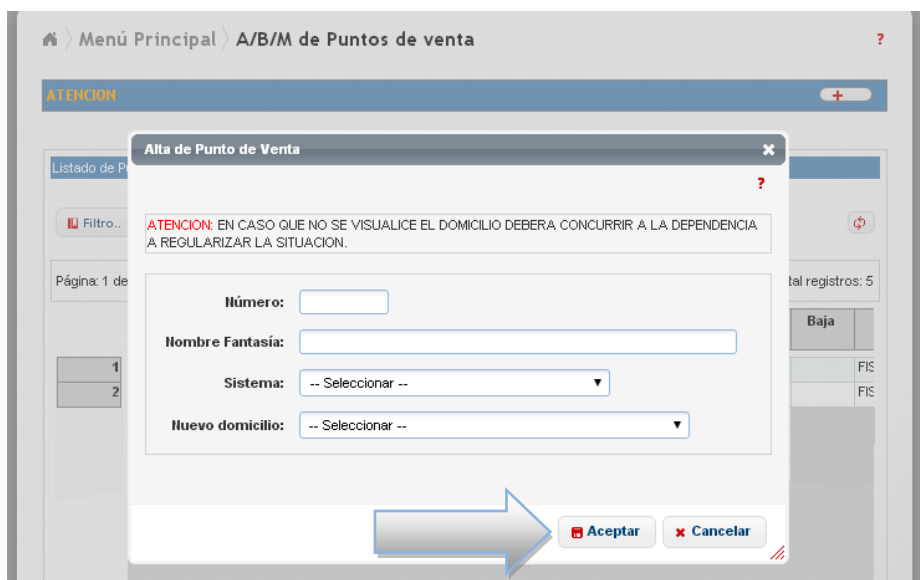 Menú Principal A/B/M de Puntos de venta ?
ATENCION +
Alta de Punto de Venta x
Listado de P
?
Filtro..
ATENCION: EN CASO QUE NO SE VISUALICE EL DOMICILIO DEBERA CONCURRIR A LA DEPENDENCIA
A REGULARIZAR LA SITUACION.
Página: 1 de
tal registros: 5
Número:
Baja
Nombre Fantasía:
1 FIS
Sistema: -- Seleccionar --
2 FIS
Nuevo domicilio: -- Seleccionar --
Aceptar x Cancelar